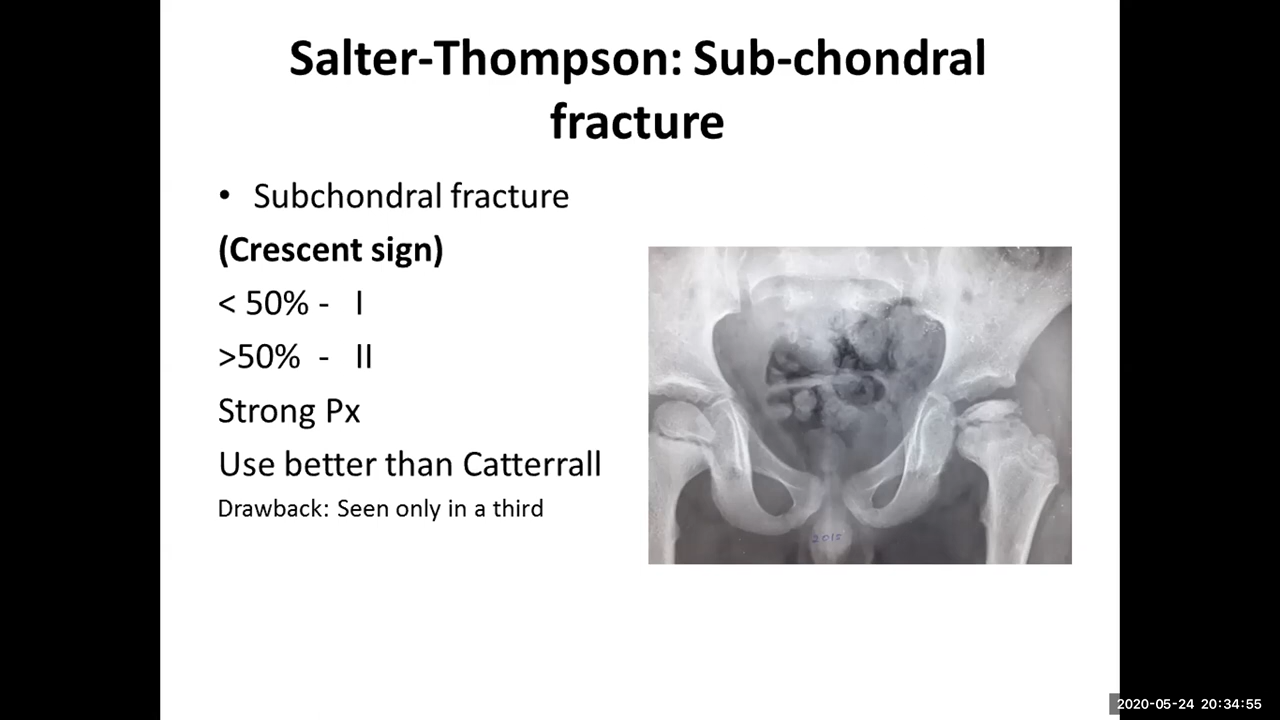 Salter-Thompson: Sub-chondral
fracture
• Subchondral fracture
(Crescent sign)
< 50% - I
>50% - II
Strong Px
Use better than Catterrall
Drawback: Seen only in a third
2015
2020-05-24 20:34:55